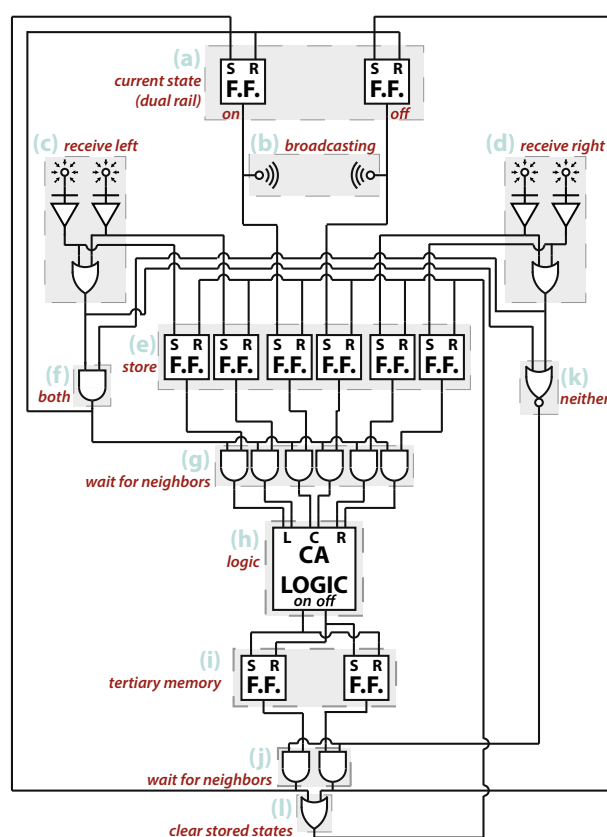 (a)
current state
(dual rail)
S R
F.F.
on
S R
F.F.
off
(b) broadcasting
(c) receive left
(d) receive right
(e)
store
S R
F.F.
S R
F.F.
S R
F.F.
S R
F.F.
S R
F.F.
S R
F.F.
(f)
both
(k)
neither
(g)
wait for neighbors
(h)
logic
L C R
CA
LOGIC
on off
(i)
tertiary memory
S R
F.F.
S R
F.F.
(j)
wait for neighbors
(l)
clear stored states